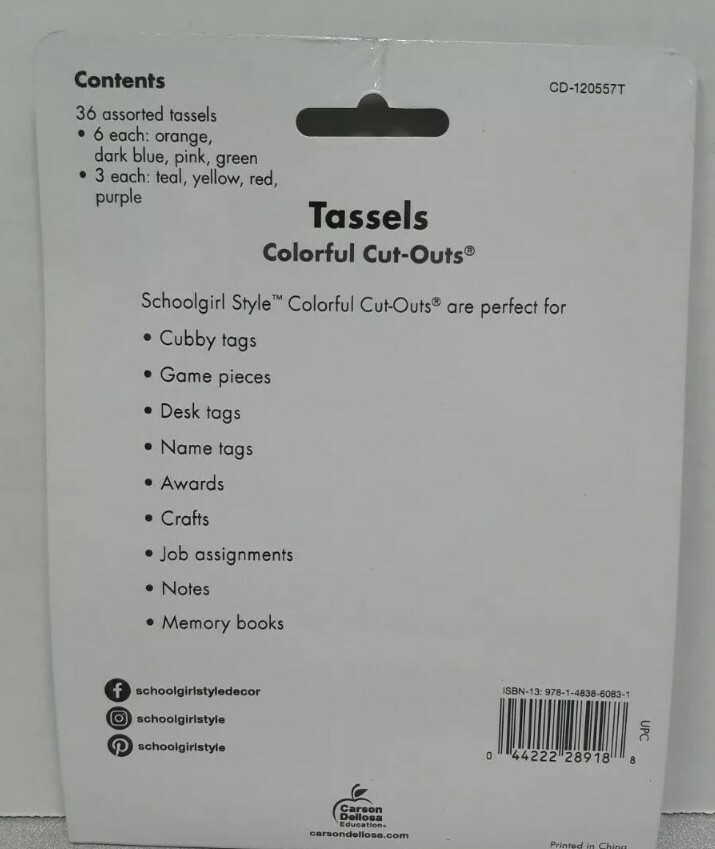 Contents
CD-120557T
36 assorted tassels
• 6 each: orange,
dark blue, pink, green
• 3 each: teal, yellow, red,
purple
Tassels
Colorful Cut-Outs®
Schoolgirl Style™ Colorful Cut-Outs® are perfect for
• Cubby tags
• Game pieces
• Desk tags
• Name tags
• Awards
• Crafts
• Job assignments
• Notes
• Memory books
schoolgirlstyledecor
schoolgirlstyle
schoolgirlstyle
ISBN-13: 978-1-4838-6083-1
UPC
0 44222 28918 8
Carson
Dellosa
Education®
carsondellosa.com
Printed in China